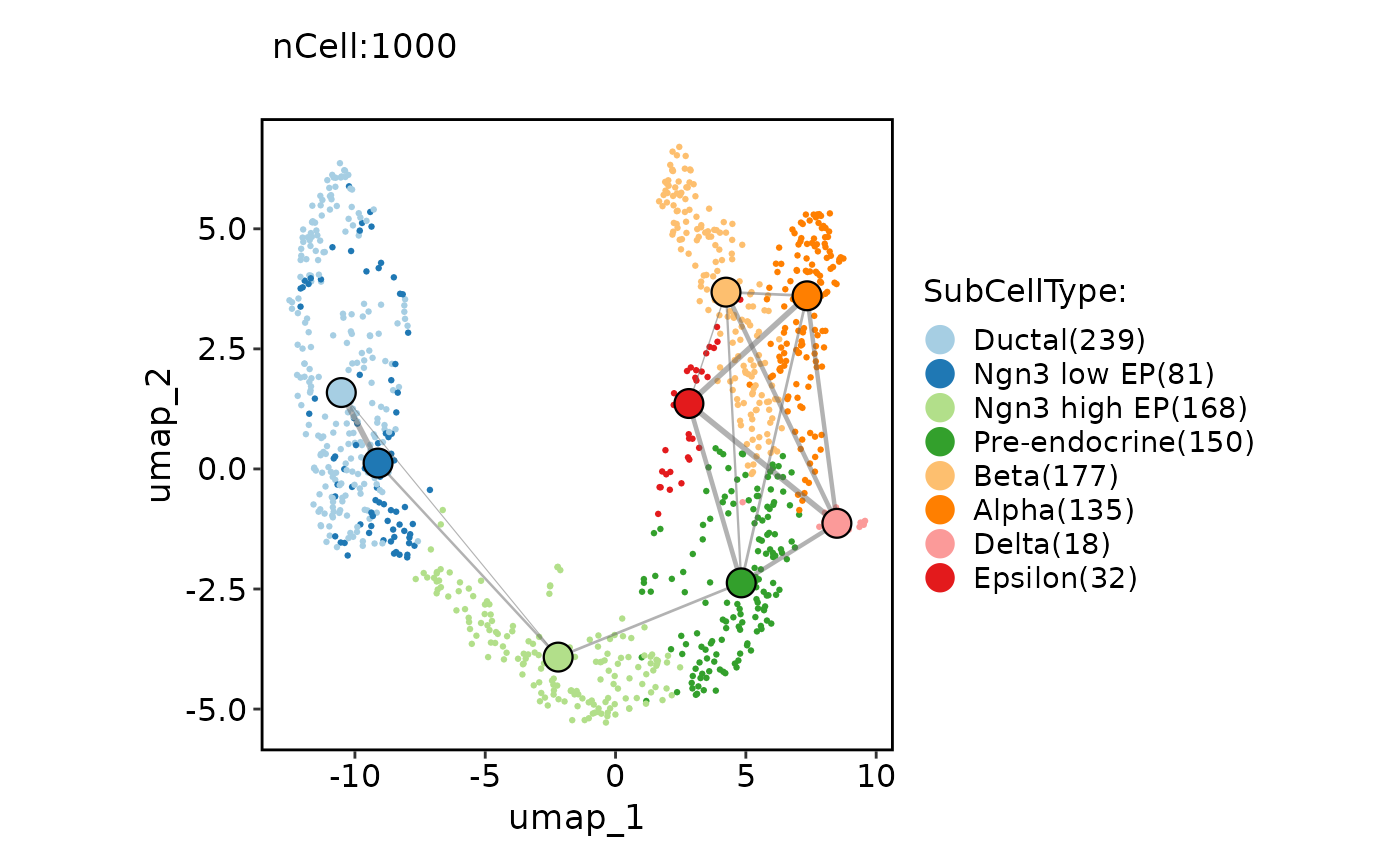 nCell:1000
5.0
2.5
0.0
-2.5
-5.0
umap_2
-10
-5
0
5
10
umap_1
SubCellType:
Ductal(239)
Ngn3 low EP(81)
Ngn3 high EP(168)
Pre-endocrine(150)
Beta(177)
Alpha(135)
Delta(18)
Epsilon(32)